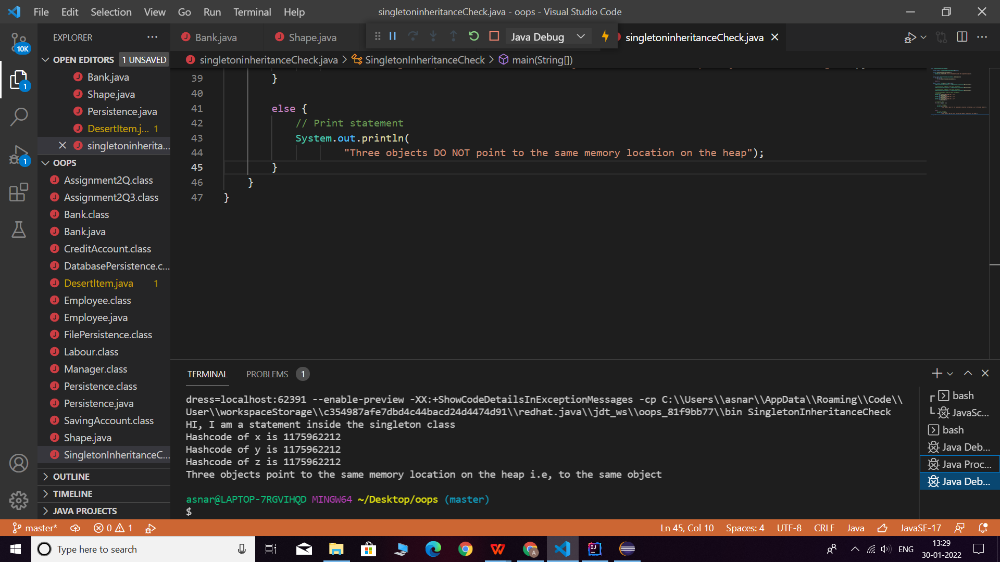 File Edit Selection View Go Run Terminal Help
singletoninheritanceCheck.java - oops - Visual Studio Code
EXPLORER
Bank.java
Shape.java
Java Debug
singletoninheritanceCheck.java
10K
OPEN EDITORS 1 UNSAVED
singletoninheritanceCheck.java > SingletonInheritanceCheck > main(String[])
Bank.java
Shape.java
Persistence.java
DesertItem.j... 1
singletoninherita...
1
1
OOPS
Assignment2Q.class
Assignment2Q3.class
Bank.class
Bank.java
CreditAccount.class
DatabasePersistence.c...
DesertItem.java 1
Employee.class
Employee.java
FilePersistence.class
Labour.class
Manager.class
Persistence.class
Persistence.java
SavingAccount.class
Shape.java
SingletonInheritanceC...
OUTLINE
TIMELINE
JAVA PROJECTS
39 }
40
41 else {
42 // Print statement
43 System.out.println(
44 "Three objects DO NOT point to the same memory location on the heap");
45 }
46 }
47 }
TERMINAL PROBLEMS 1
dress=localhost:62391 --enable-preview -XX:+ShowCodeDetailsInExceptionMessages -cp C:\\Users\\asnar\\AppData\\Roaming\\Code\\
User\\workspaceStorage\\c354987afe7dbd4c44bacd24d4474d91\\redhat.java\\jdt_ws\\oops_81f9bb77\\bin SingletonInheritanceCheck
HI, I am a statement inside the singleton class
Hashcode of x is 1175962212
Hashcode of y is 1175962212
Hashcode of z is 1175962212
Three objects point to the same memory location on the heap i.e, to the same object
asnar@LAPTOP-7RGVIHQD MINGW64 ~/Desktop/oops (master)
$
bash
JavaSc...
bash
Java Deb...
Java Proc...
Java Deb...
master* 0 1
Ln 45, Col 10 Spaces: 4 UTF-8 CRLF Java JavaSE-17
Type here to search
ENG
13:29
30-01-2022